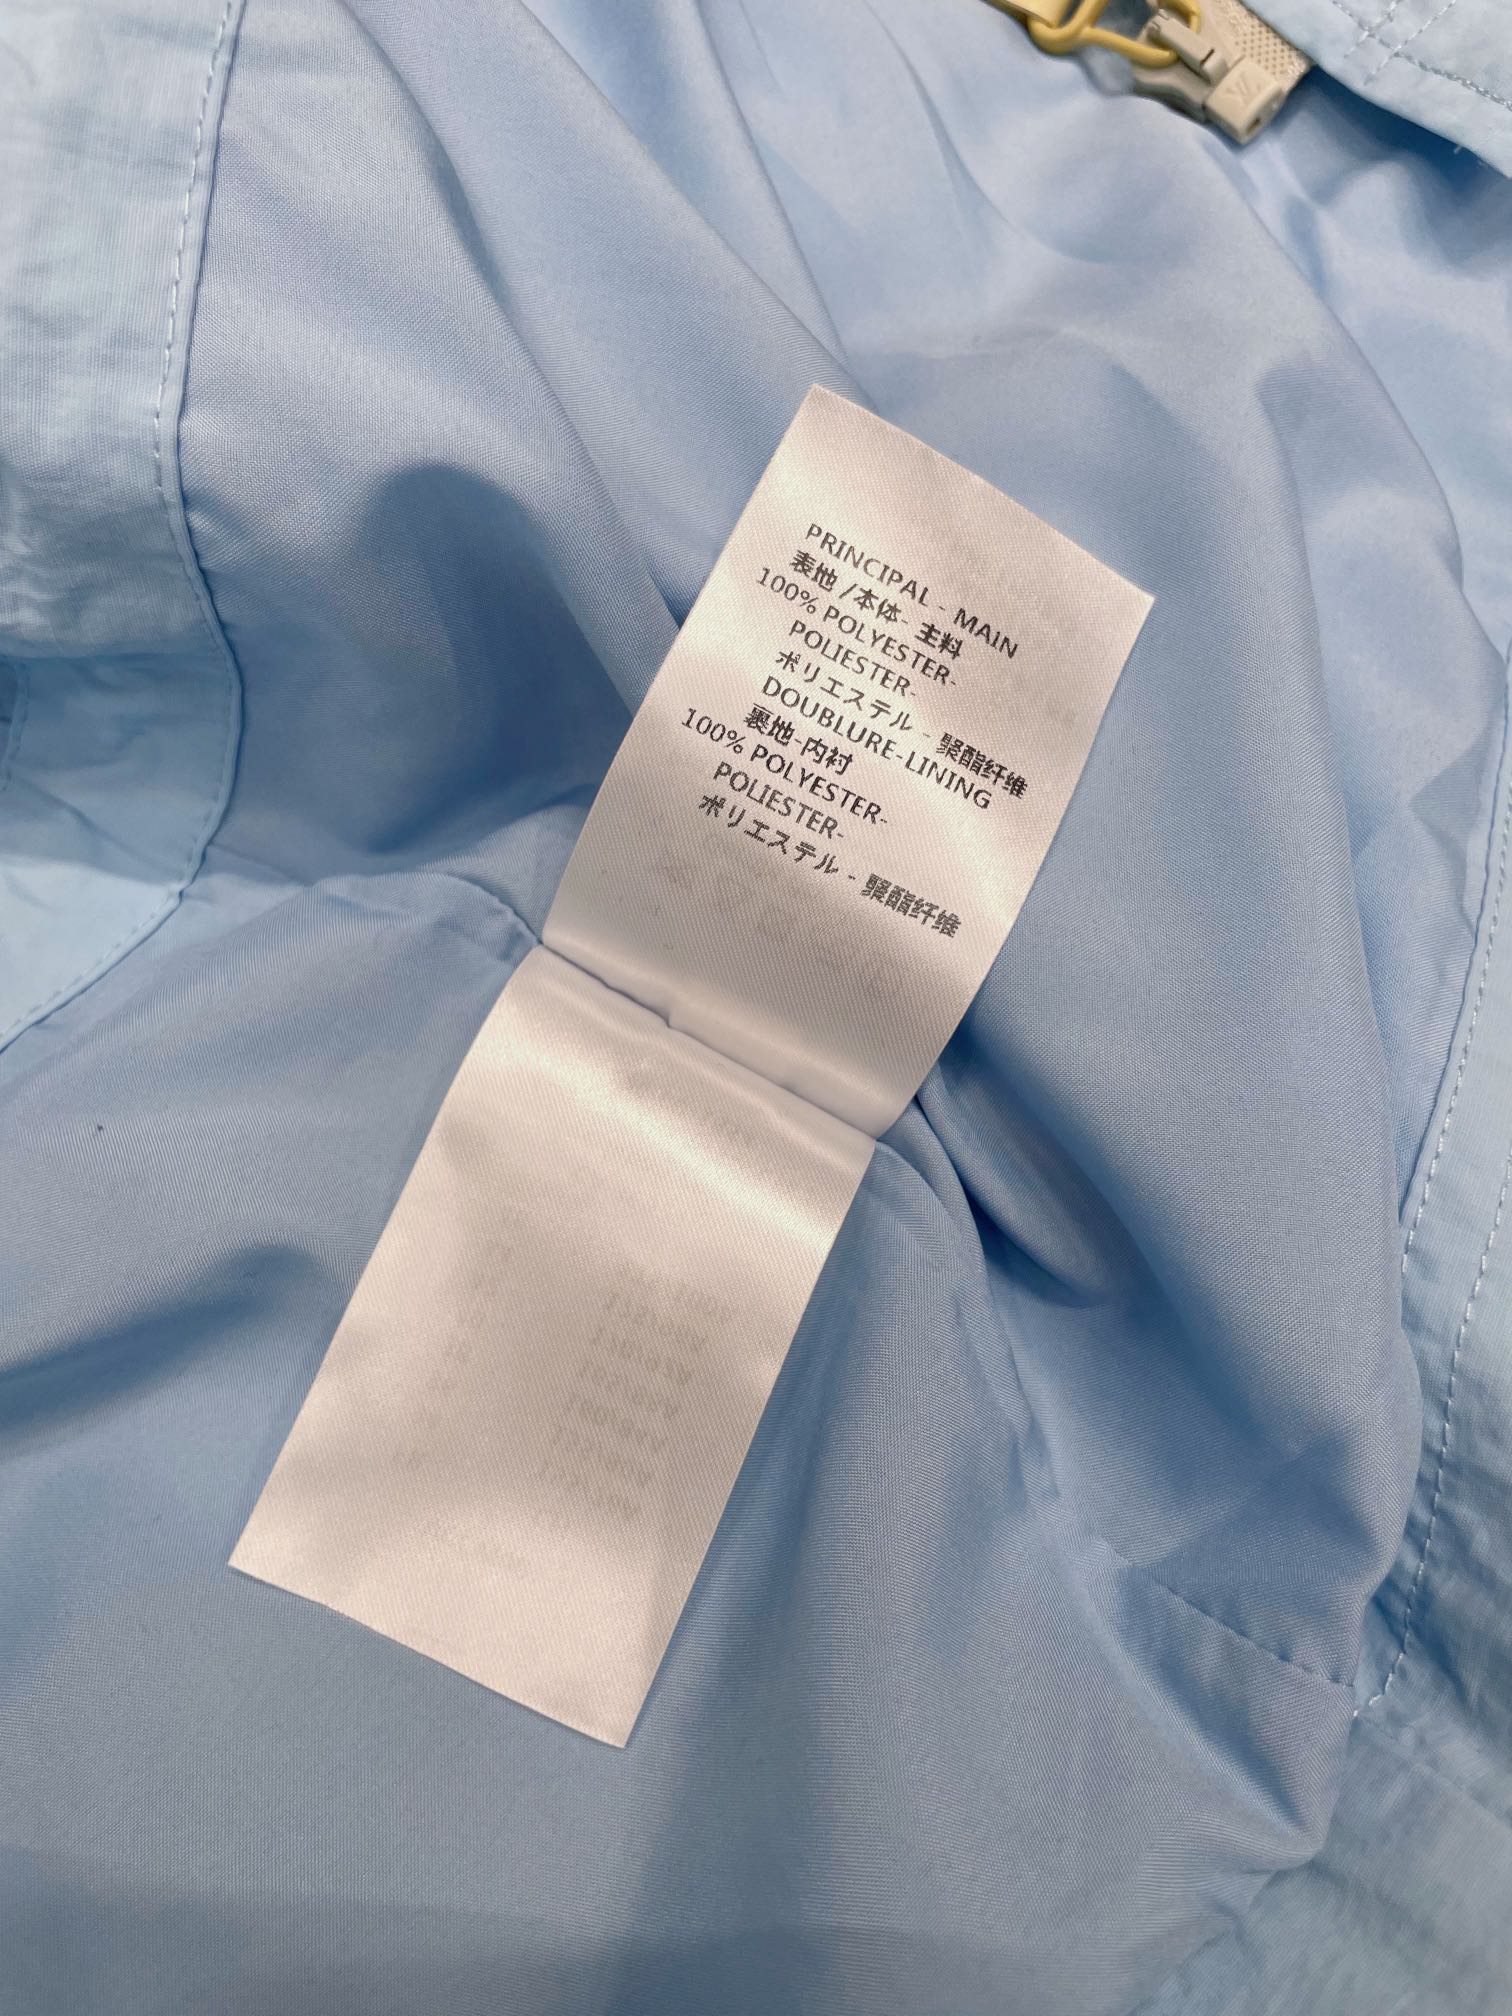 PRINCIPAL - MAIN
表地 /本体- 主料
100% POLYESTER-
POLIESTER-
ポリエステル - 聚酯纤维
DOUBLURE-LINING
裏地-内衬
100% POLYESTER-
POLIESTER-
ポリエステル - 聚酯纤维